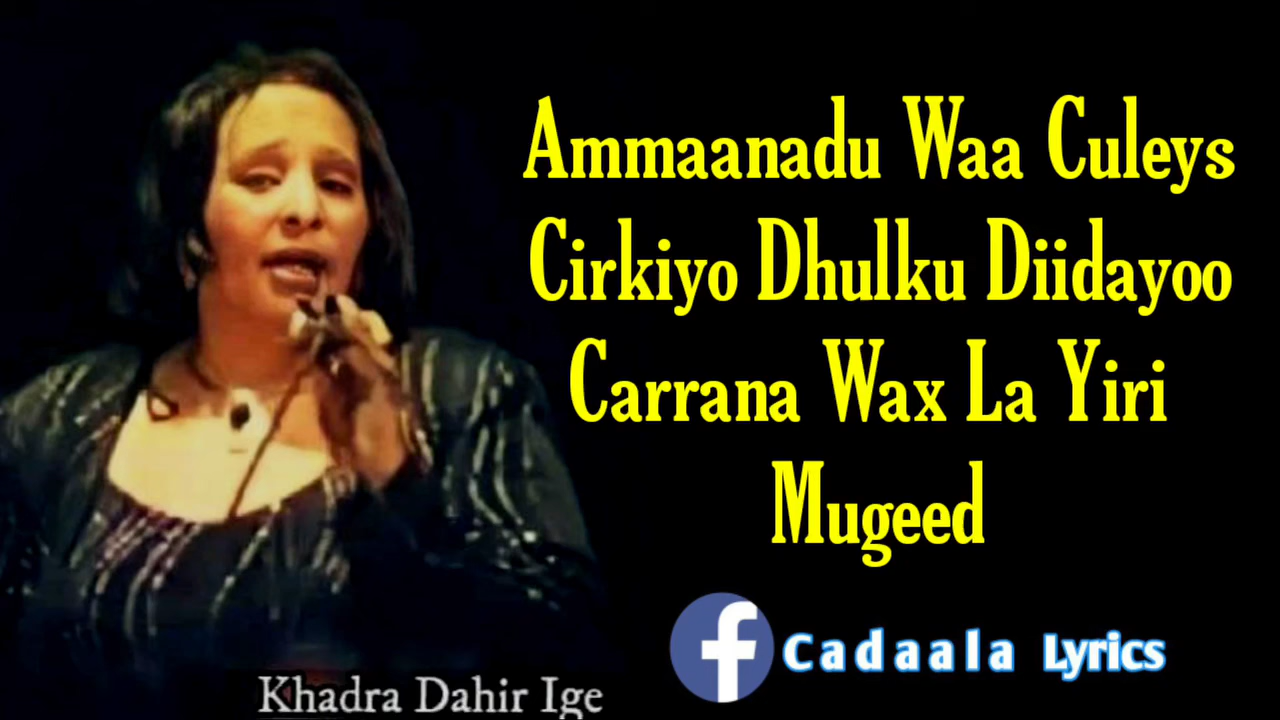 Ammaanadu Waa Culeys
Cirkiyo Dhulku Diidayoo
Carrana Wax La Yiri
Mugeed
f Cadaala Lyrics
Khadra Dahir Ige